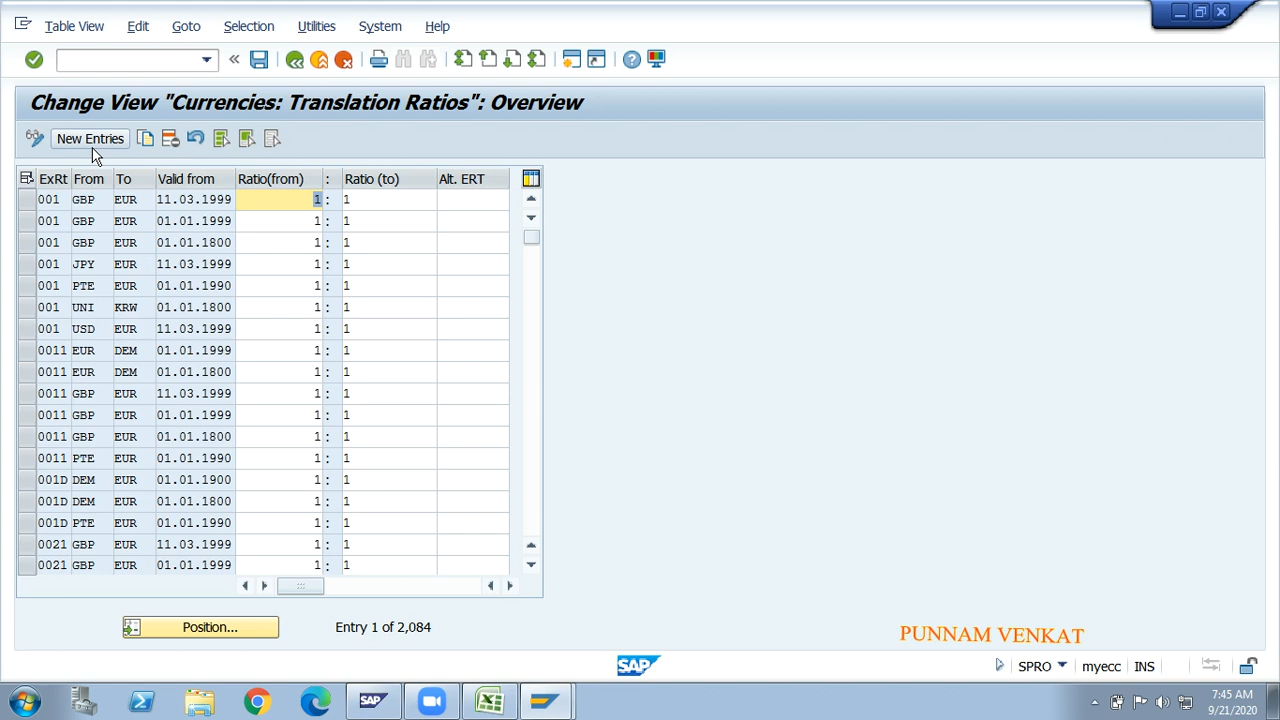 Table View Edit Goto Selection Utilities System Help
Change View "Currencies: Translation Ratios": Overview
New Entries
ExRt From To Valid from Ratio(from) : Ratio (to) Alt. ERT
001 GBP EUR 11.03.1999 1 : 1
001 GBP EUR 01.01.1999 1 : 1
001 GBP EUR 01.01.1800 1 : 1
001 JPY EUR 11.03.1999 1 : 1
001 PTE EUR 01.01.1990 1 : 1
001 UNI KRW 01.01.1800 1 : 1
001 USD EUR 11.03.1999 1 : 1
0011 EUR DEM 01.01.1999 1 : 1
0011 EUR DEM 01.01.1800 1 : 1
0011 GBP EUR 11.03.1999 1 : 1
0011 GBP EUR 01.01.1999 1 : 1
0011 GBP EUR 01.01.1800 1 : 1
0011 PTE EUR 01.01.1990 1 : 1
001D DEM EUR 01.01.1900 1 : 1
001D DEM EUR 01.01.1800 1 : 1
001D PTE EUR 01.01.1990 1 : 1
0021 GBP EUR 11.03.1999 1 : 1
0021 GBP EUR 01.01.1999 1 : 1
Position... Entry 1 of 2,084
PUNNAM VENKAT
SAP SPRO myecc INS
SAP 7:45 AM
9/21/2020